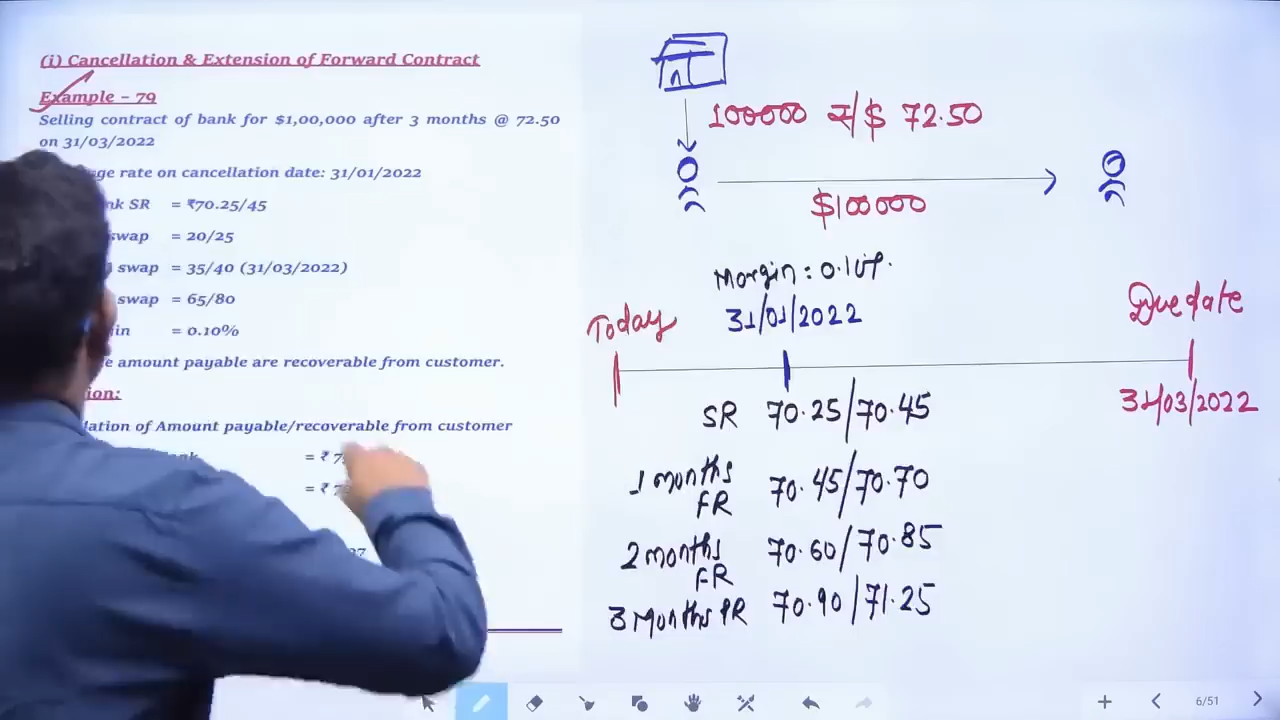 (i) Cancellation & Extension of Forward Contract
Example – 79
Selling contract of bank for $1,00,000 after 3 months @ 72.50
on 31/03/2022
rate on cancellation date: 31/01/2022
SR = ₹70.25/45
swap = 20/25
swap = 35/40 (31/03/2022)
swap = 65/80
= 0.10%
amount payable are recoverable from customer.
of Amount payable/recoverable from customer
= ₹
= ₹
100000 ₹/$ 72.50
$100000
Margin : 0.10%.
31/01/2022
Today
Due date
31/03/2022
SR 70.25/70.45
1 months
FR 70.45/70.70
2 months
FR 70.60/70.85
3 Months FR 70.90/71.25
6/51